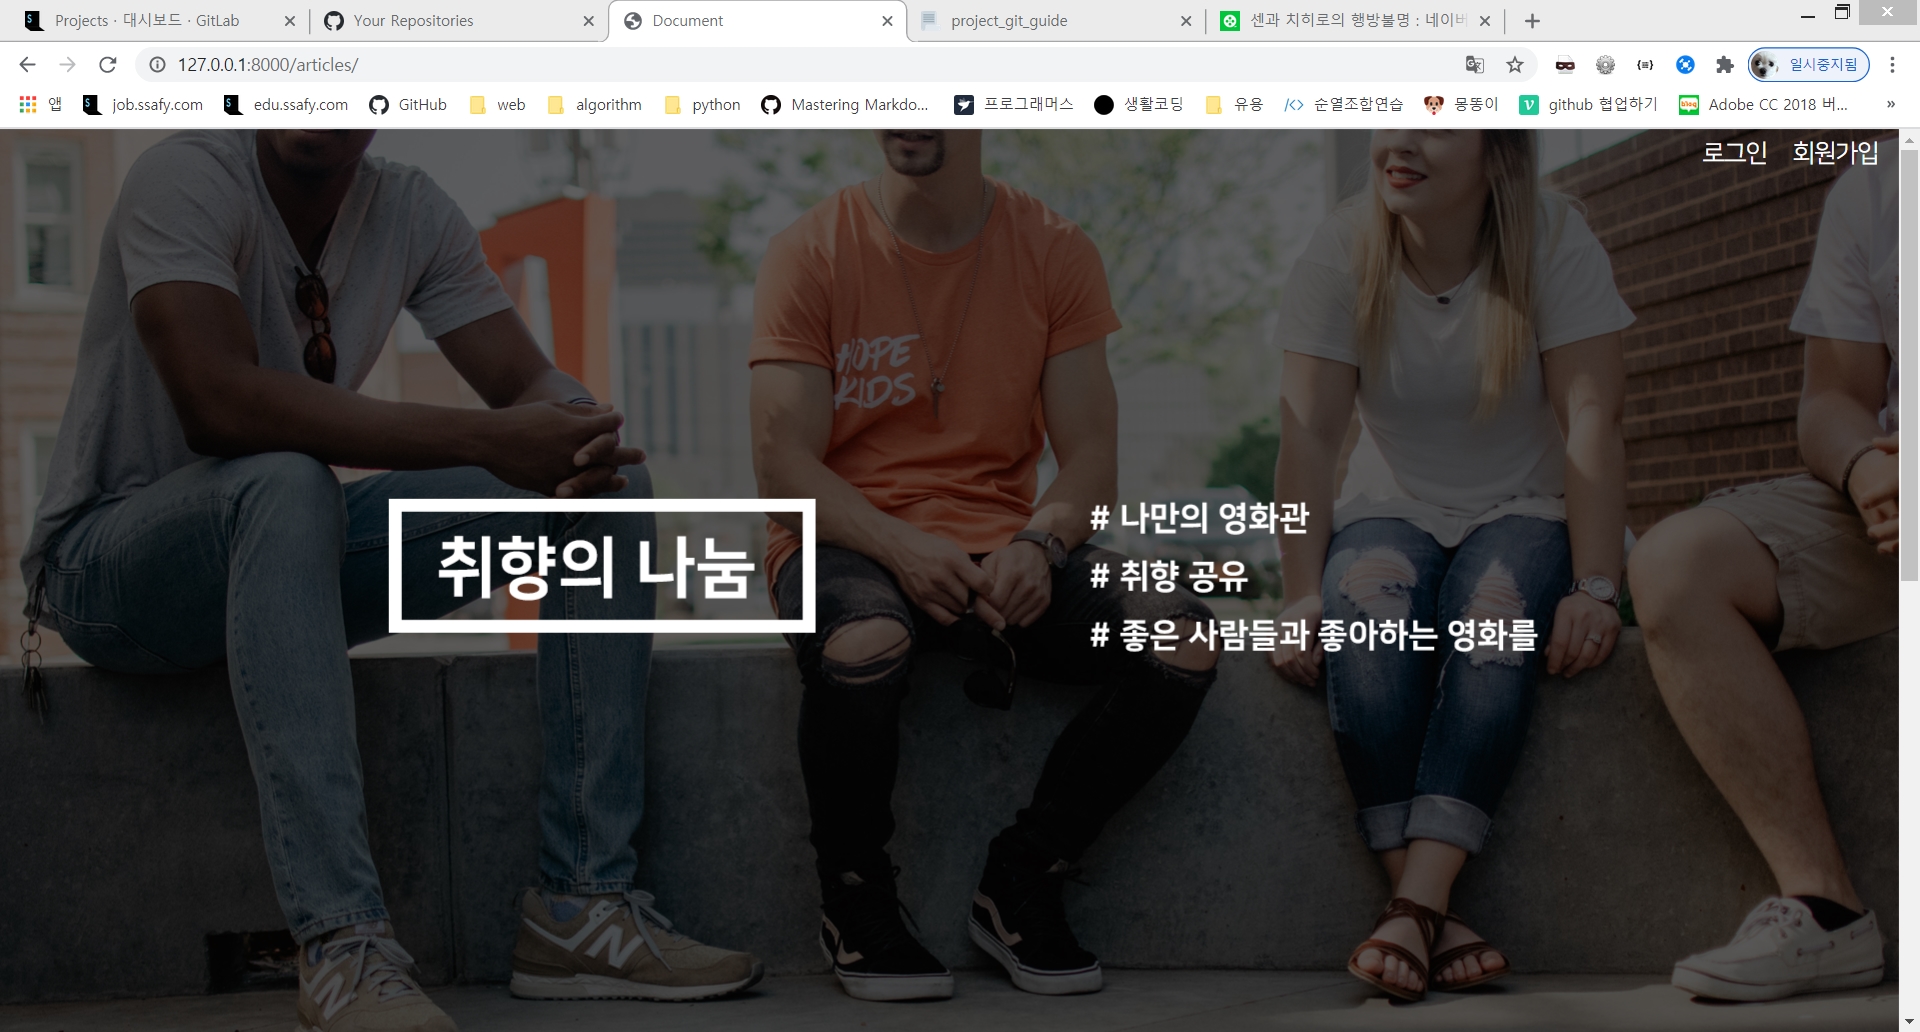 Projects · 대시보드 · GitLab
Your Repositories
Document
project_git_guide
센과 치히로의 행방불명 : 네이버
127.0.0.1:8000/articles/
일시중지됨
앱
job.ssafy.com
edu.ssafy.com
GitHub
web
algorithm
python
Mastering Markdo...
프로그래머스
생활코딩
유용
순열조합연습
몽똥이
github 협업하기
Adobe CC 2018 버...
로그인
회원가입
HOPE
KIDS
취향의 나눔
# 나만의 영화관
# 취향 공유
# 좋은 사람들과 좋아하는 영화를